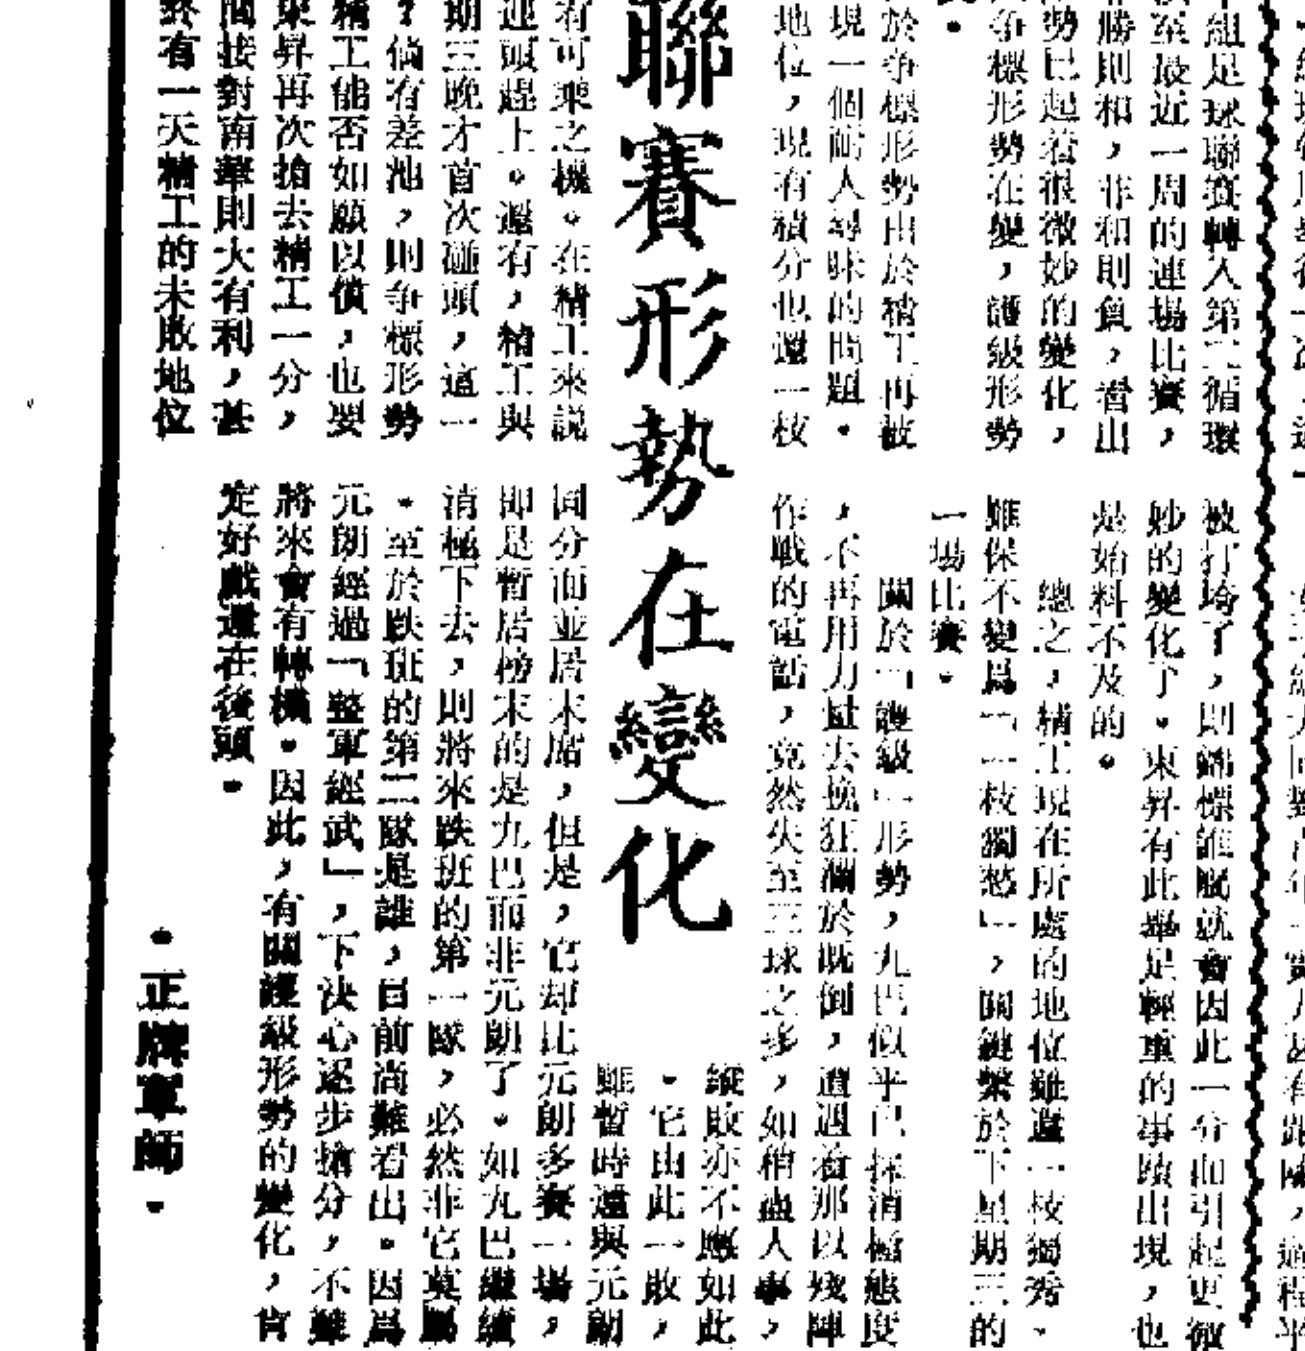 聯賽形勢在變化
組足球聯賽轉入第二循環
至最近一周的連場比賽，
勝則和，非和則負，看出
勢已起着很微妙的變化，
爭標形勢在變，護級形勢
。
於爭標形勢由於精工再被
現一個耐人尋味的問題。
地位，現有積分也還一枝
有可乘之機。在精工來說
迎頭趕上。還有，精工與
期三晚才首次碰頭，這一
？倘有差池，則爭標形勢
精工能否如願以償，也要
東昇再次搶去精工一分，
間接對南華則大有利，甚
終有一天精工的未敗地位
被打垮了，則錦標誰屬就會因此一分而引起更微
妙的變化了。東昇有此舉足輕重的事蹟出現，也
是始料不及的。
總之，精工現在所處的地位雖還一枝獨秀、
難保不變爲「一枝獨愁」，關鍵繫於下星期三的
一場比賽。
關於「護級」形勢，九巴似乎已採消極態度
，不再用力量去挽狂瀾於既倒，遭遇着那以殘陣
作戰的電話，竟然失至三球之多，如稍盡人事，
縱敗亦不應如此
。它由此一敗，
雖暫時還與元朗
同分而並居末席，但是，它却比元朗多賽一場，
即是暫居榜末的是九巴而非元朗了。如九巴繼續
消極下去，則將來跌班的第一隊，必然非它莫屬
。至於跌班的第二隊是誰，目前尚難看出。因爲
元朗經過「整軍經武」，下決心逐步搶分，不難
將來會有轉機。因此，有關護級形勢的變化，肯
定好戲還在後頭。
・正牌軍師・